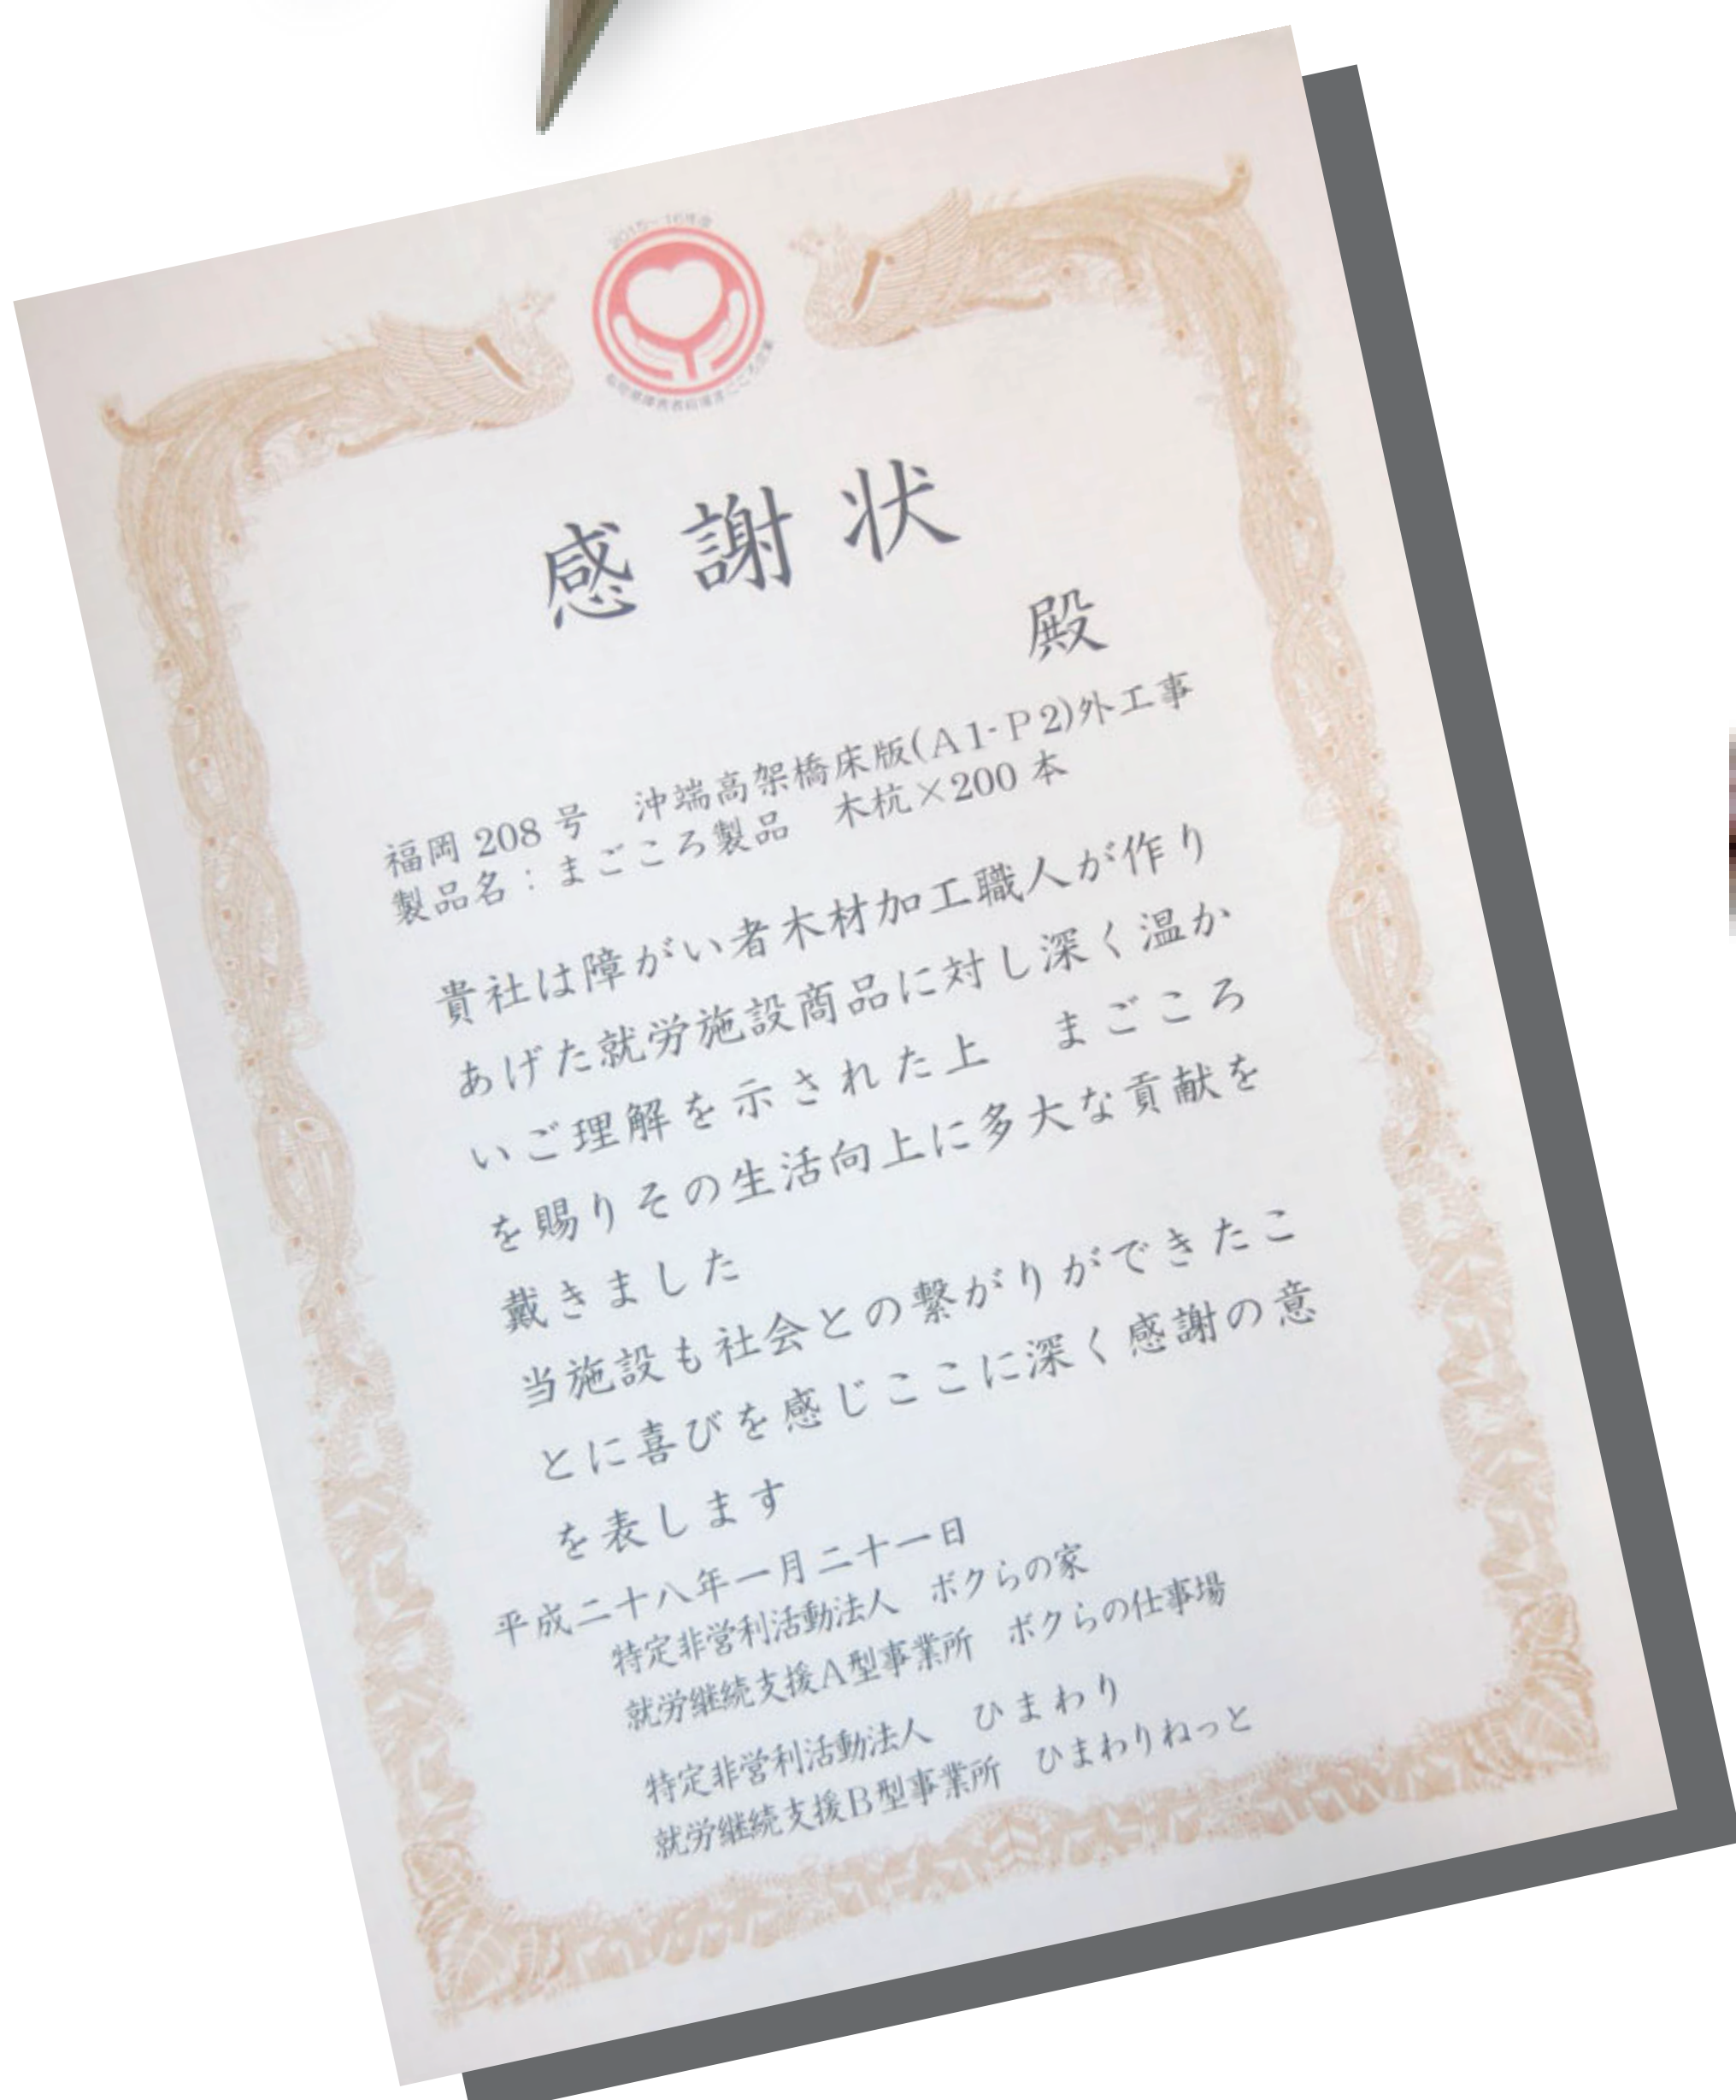 2015～16年度
感謝状
殿
福岡 208 号　沖端高架橋床版(A1-P2)外工事
製品名：まごころ製品　木杭×200 本
貴社は障がい者木材加工職人が作り
あげた就労施設商品に対し深く温か
いご理解を示された上　まごころ
を賜りその生活向上に多大な貢献を
戴きました
当施設も社会との繋がりができたこ
とに喜びを感じここに深く感謝の意
を表します
平成二十八年一月二十一日
特定非営利活動法人　ボクらの家
就労継続支援A型事業所　ボクらの仕事場
特定非営利活動法人　ひまわり
就労継続支援B型事業所　ひまわりねっと